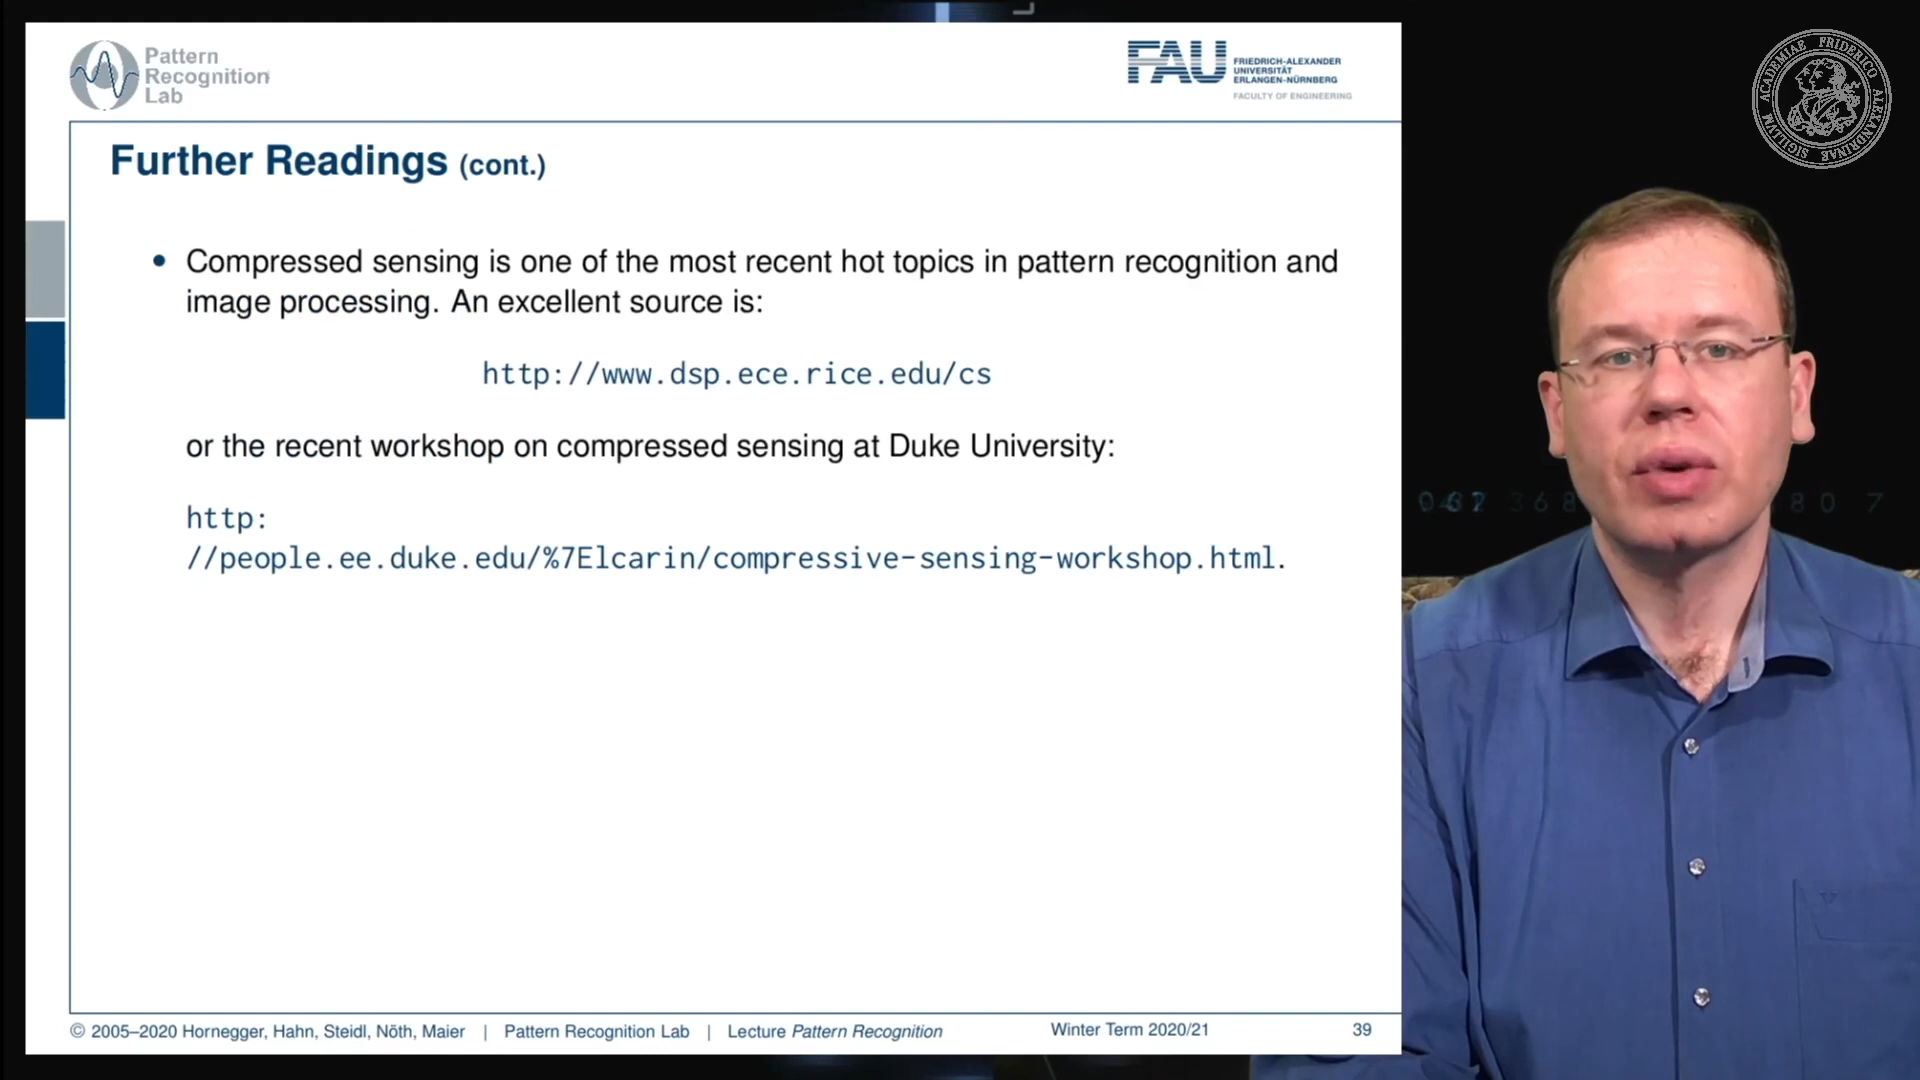 Pattern
Recognition
Lab
FAU
FRIEDRICH-ALEXANDER
UNIVERSITÄT
ERLANGEN-NÜRNBERG
FACULTY OF ENGINEERING
ACADEMIAE FRIDERICO ALEXANDRINAE SIGILLVM
Further Readings (cont.)
• Compressed sensing is one of the most recent hot topics in pattern recognition and
image processing. An excellent source is:
http://www.dsp.ece.rice.edu/cs
or the recent workshop on compressed sensing at Duke University:
http:
//people.ee.duke.edu/%7Elcarin/compressive-sensing-workshop.html.
© 2005–2020 Hornegger, Hahn, Steidl, Nöth, Maier | Pattern Recognition Lab | Lecture Pattern Recognition Winter Term 2020/21 39